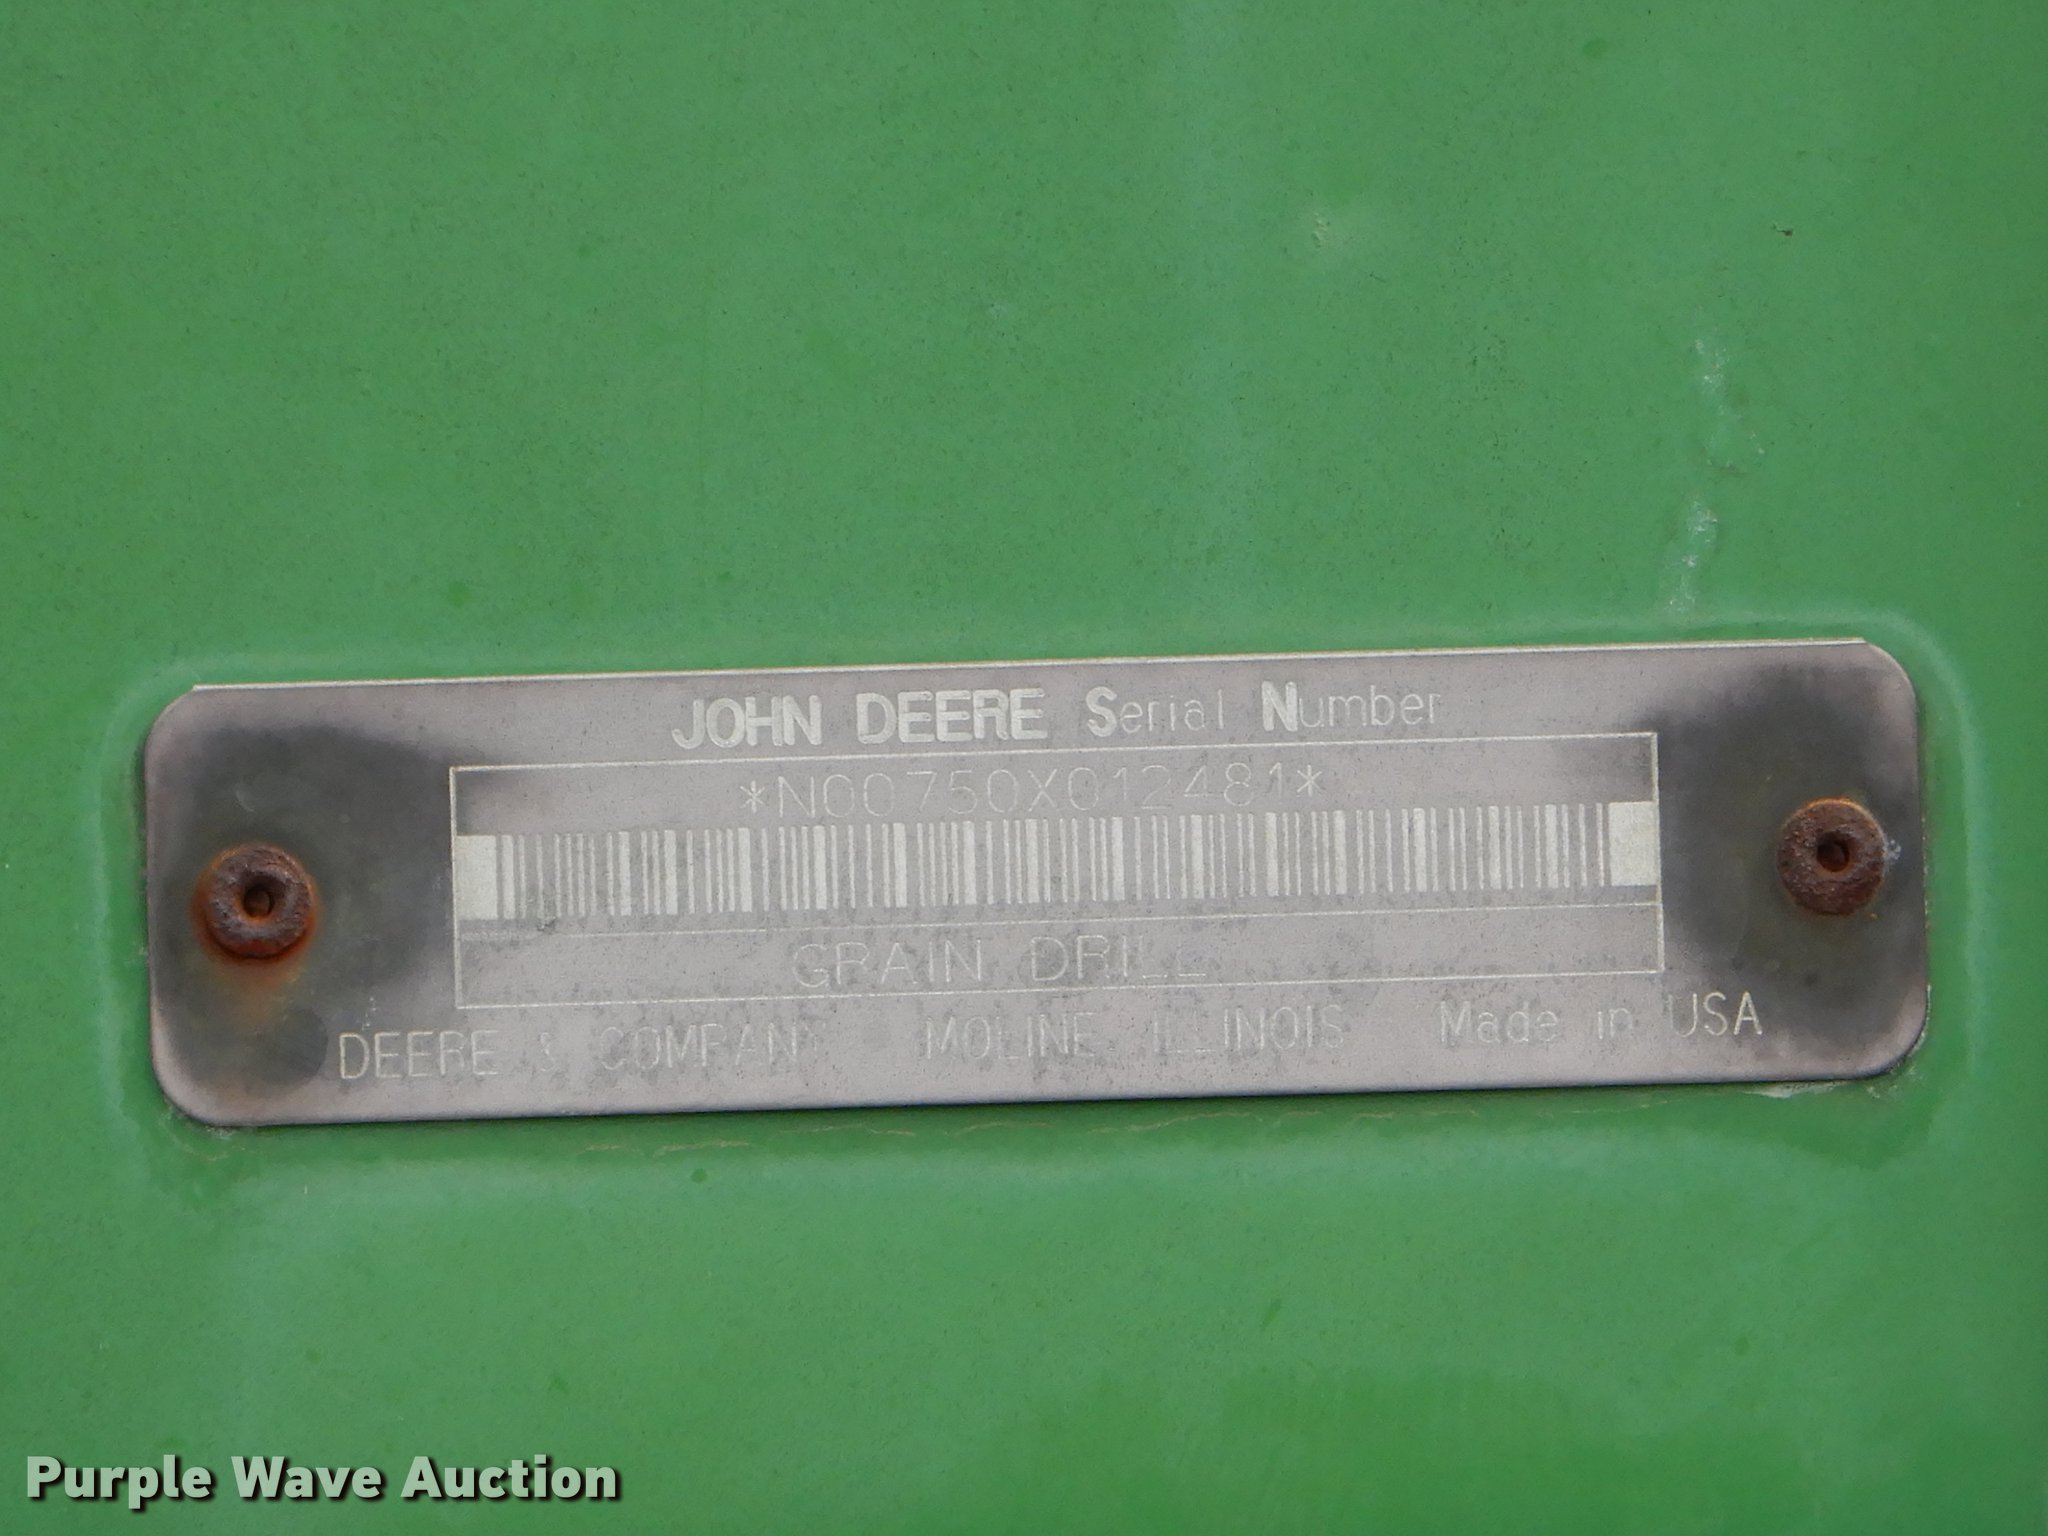 JOHN DEERE Serial Number
*N00750X012481*
GRAIN DRILL
DEERE & COMPANY MOLINE, ILLINOIS Made in USA
Purple Wave Auction